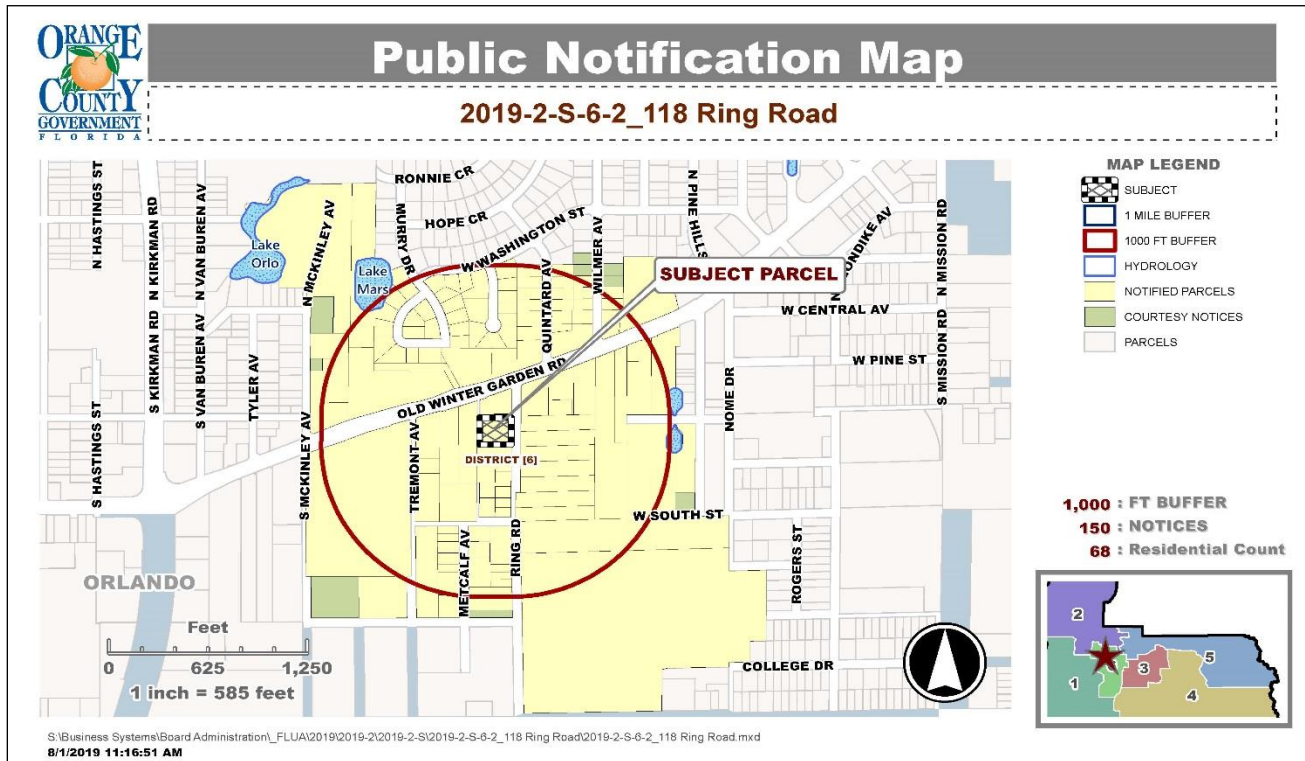 ORANGE
COUNTY
GOVERNMENT
FLORIDA
Public Notification Map
2019-2-S-6-2_118 Ring Road
MAP LEGEND
SUBJECT
1 MILE BUFFER
1000 FT BUFFER
HYDROLOGY
NOTIFIED PARCELS
COURTESY NOTICES
PARCELS
N HASTINGS ST
N KIRKMAN RD
N VAN BUREN AV
Lake
Orlo
N MCKINLEY AV
Lake
Mars
MURRY DR
RONNIE CR
HOPE CR
W WASHINGTON ST
QUINTARD AV
WILMER AV
N PINE HILLS
N MISSION RD
SUBJECT PARCEL
W CENTRAL AV
W PINE ST
S HASTINGS ST
S KIRKMAN RD
S VAN BUREN AV
TYLER AV
S MCKINLEY AV
OLD WINTER GARDEN RD
TREMONT AV
DISTRICT [6]
METCALF AV
RING RD
W SOUTH ST
NOME DR
ROGERS ST
S MISSION RD
COLLEGE DR
ORLANDO
Feet
0 625 1,250
1 inch = 585 feet
1,000 : FT BUFFER
150 : NOTICES
68 : Residential Count
2
1
3
5
4
S:\Business Systems\Board Administration\_FLUA\2019\2019-2\2019-2-S\2019-2-S-6-2_118 Ring Road\2019-2-S-6-2_118 Ring Road.mxd
8/1/2019 11:16:51 AM